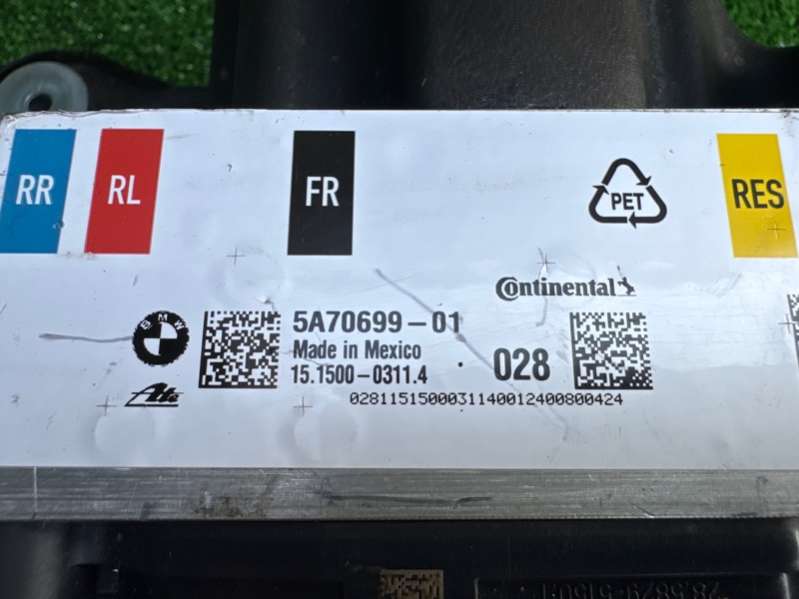 RR RL FR PET RES
Continental
BMW
5A70699-01
Made in Mexico
15.1500-0311.4
028
Ate
0281151500031140012400800424